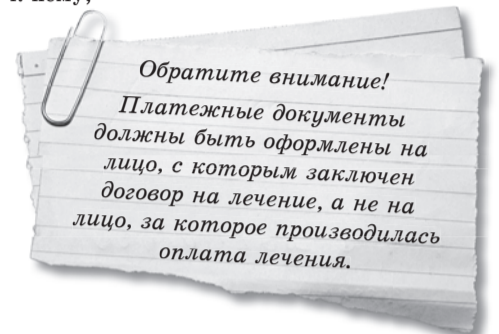 Обратите внимание!
Платежные документы
должны быть оформлены на
лицо, с которым заключен
договор на лечение, а не на
лицо, за которое производилась
оплата лечения.